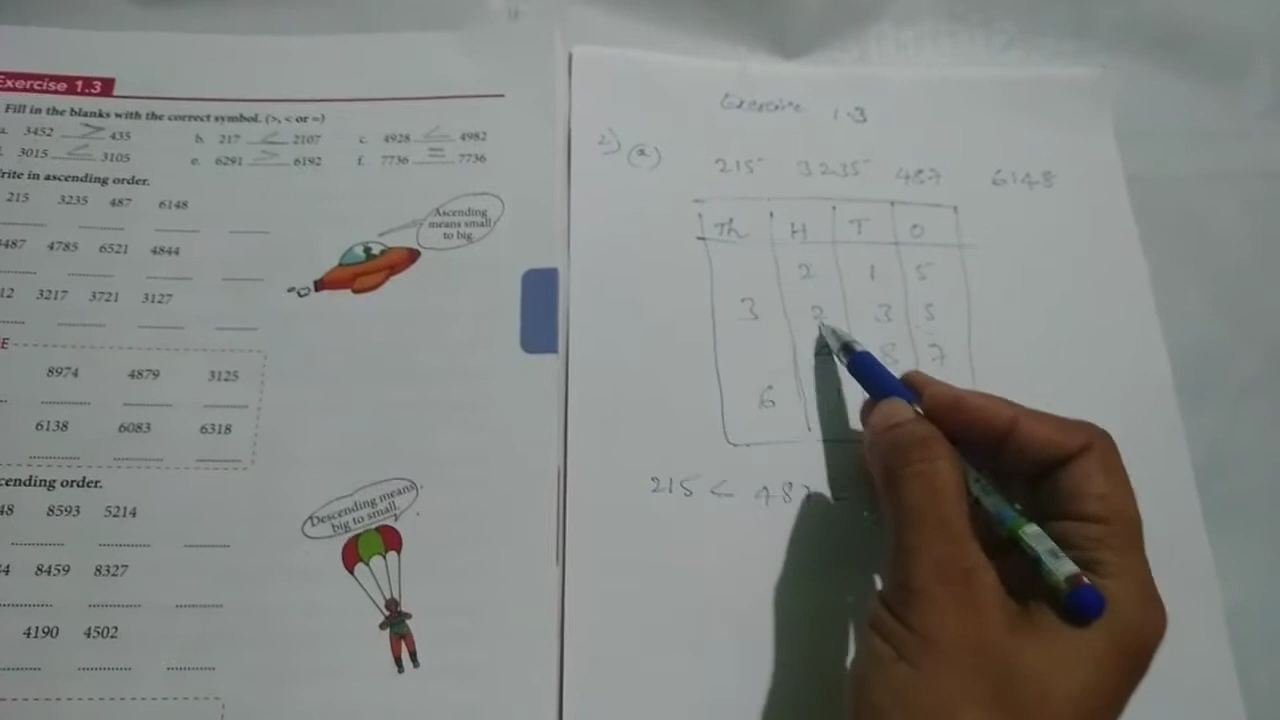 Exercise 1.3
Fill in the blanks with the correct symbol. (>, < or =)
a. 3452 > 435 b. 217 < 2107 c. 4928 < 4982
3015 < 3105 e. 6291 > 6192 f. 7736 = 7736
rite in ascending order.
215 3235 487 6148
Ascending
means small
to big.
487 4785 6521 4844
12 3217 3721 3127
E
8974 4879 3125
6138 6083 6318
cending order.
48 8593 5214
Descending means
big to small.
4 8459 8327
4190 4502
Exercise 1.3
2) (a) 215 3235 487 6148
Th H T O
2 1 5
3 2 3 5
8 7
6
215 < 487